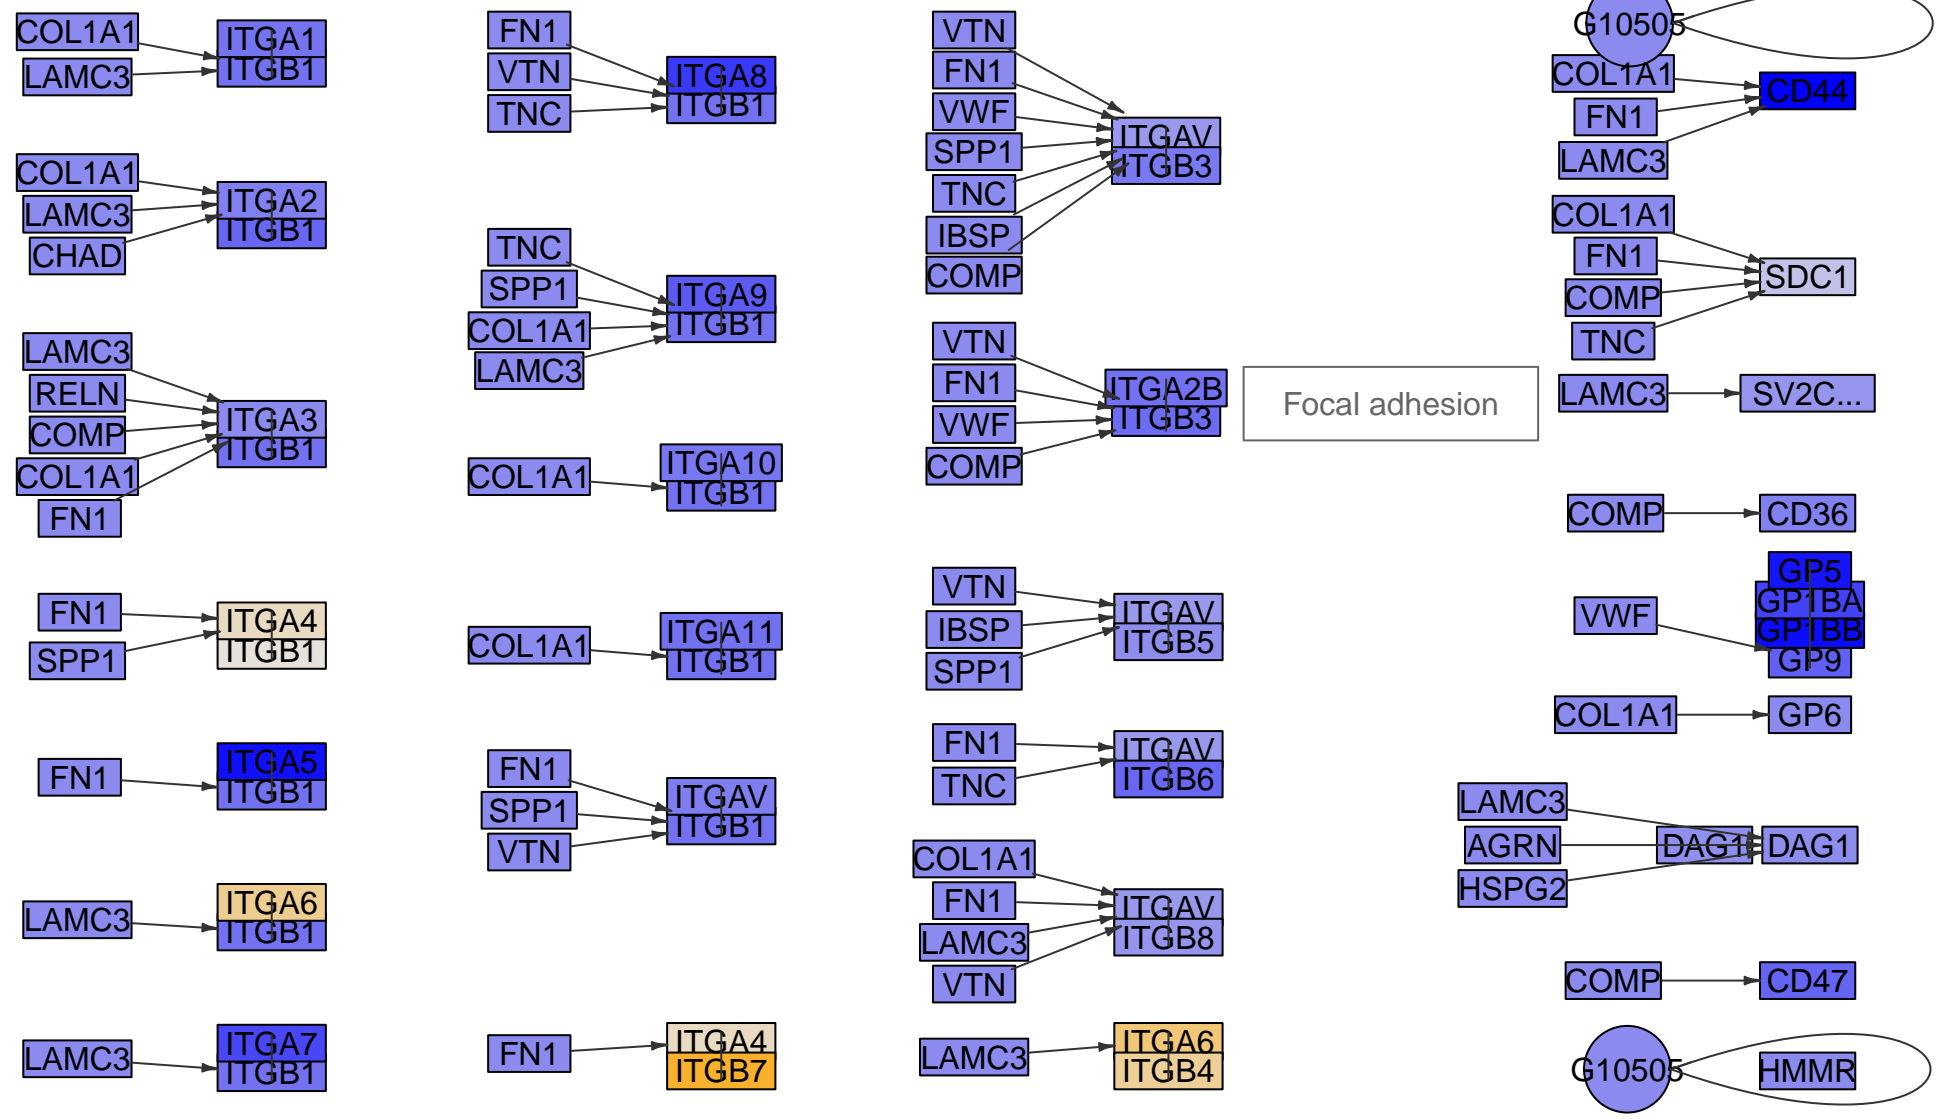 COL1A1
LAMC3
ITGA1
ITGB1
COL1A1
LAMC3
CHAD
ITGA2
ITGB1
LAMC3
RELN
COMP
COL1A1
FN1
ITGA3
ITGB1
FN1
SPP1
ITGA4
ITGB1
FN1
ITGA5
ITGB1
LAMC3
ITGA6
ITGB1
LAMC3
ITGA7
ITGB1
FN1
VTN
TNC
ITGA8
ITGB1
TNC
SPP1
COL1A1
LAMC3
ITGA9
ITGB1
COL1A1
ITGA10
ITGB1
COL1A1
ITGA11
ITGB1
FN1
SPP1
VTN
ITGAV
ITGB1
FN1
ITGA4
ITGB7
VTN
FN1
VWF
SPP1
TNC
IBSP
COMP
ITGAV
ITGB3
VTN
FN1
VWF
COMP
ITGA2B
ITGB3
Focal adhesion
VTN
IBSP
SPP1
ITGAV
ITGB5
FN1
TNC
ITGAV
ITGB6
COL1A1
FN1
LAMC3
VTN
ITGAV
ITGB8
LAMC3
ITGA6
ITGB4
G10505
COL1A1
FN1
LAMC3
CD44
COL1A1
FN1
COMP
TNC
SDC1
LAMC3
SV2C...
COMP
CD36
VWF
GP5
GP1BA
GP1BB
GP9
COL1A1
GP6
LAMC3
AGRN
HSPG2
DAG1
DAG1
COMP
CD47
G10505
HMMR